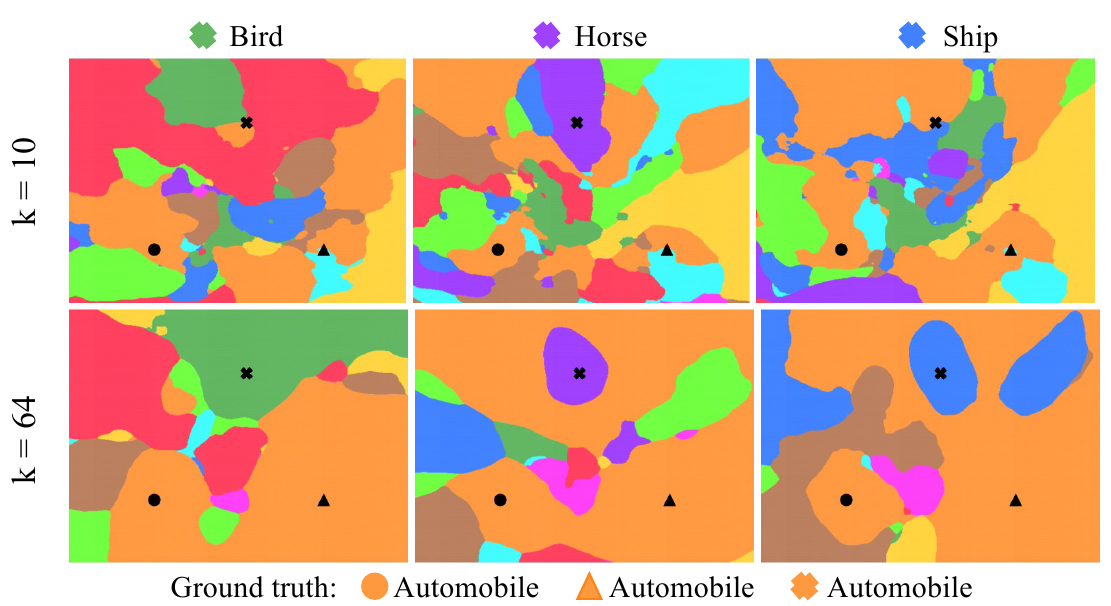 Bird
Horse
Ship
k = 10
k = 64
Ground truth: Automobile Automobile Automobile